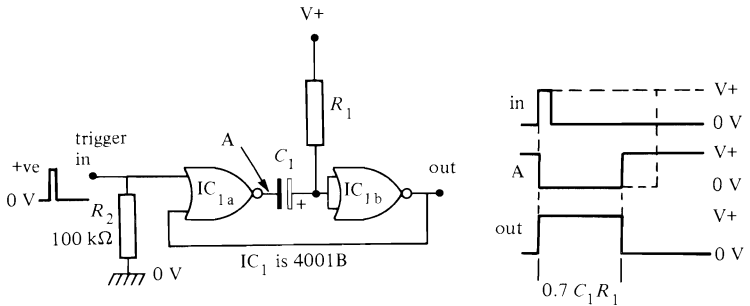 V+
R1
trigger
in
+ve
0 V
R2
100 kΩ
0 V
A
C1
+
IC1a
IC1b
out
IC1 is 4001B
in
V+
0 V
A
V+
0 V
out
V+
0 V
0.7 C1R1